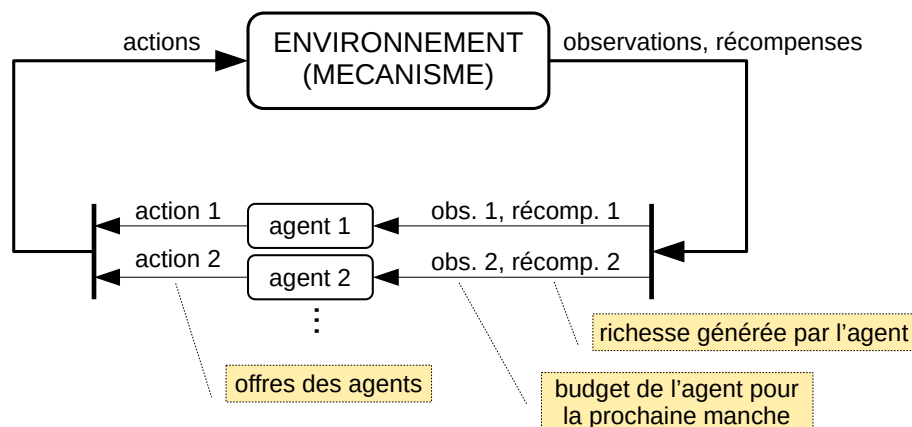 actions
ENVIRONNEMENT
(MECANISME)
observations, récompenses
action 1
agent 1
obs. 1, récomp. 1
action 2
agent 2
obs. 2, récomp. 2
richesse générée par l’agent
offres des agents
budget de l’agent pour
la prochaine manche